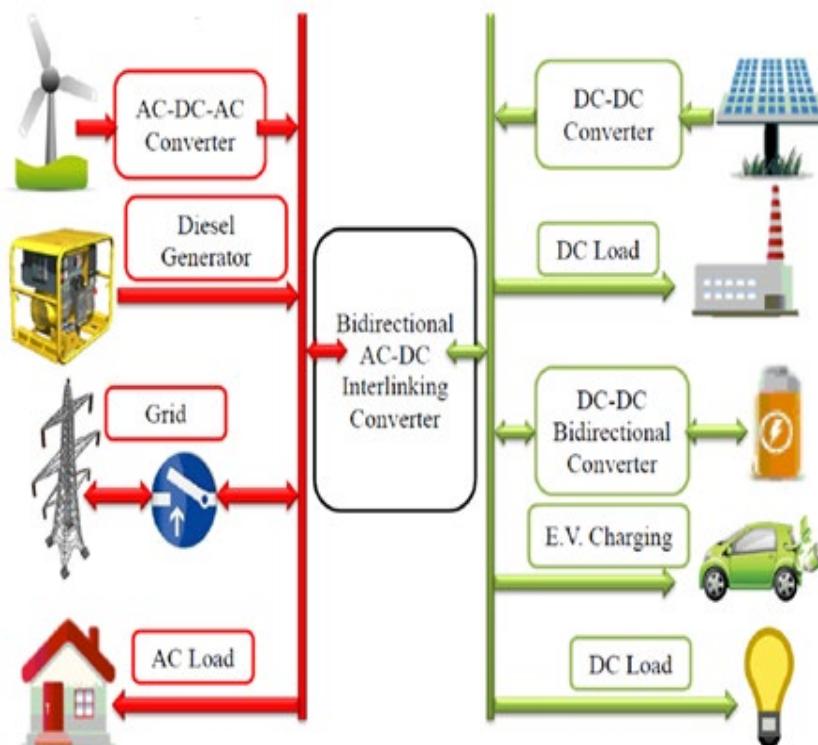 AC-DC-AC
Converter
Diesel
Generator
Grid
AC Load
Bidirectional
AC-DC
Interlinking
Converter
DC-DC
Converter
DC Load
DC-DC
Bidirectional
Converter
E.V. Charging
DC Load